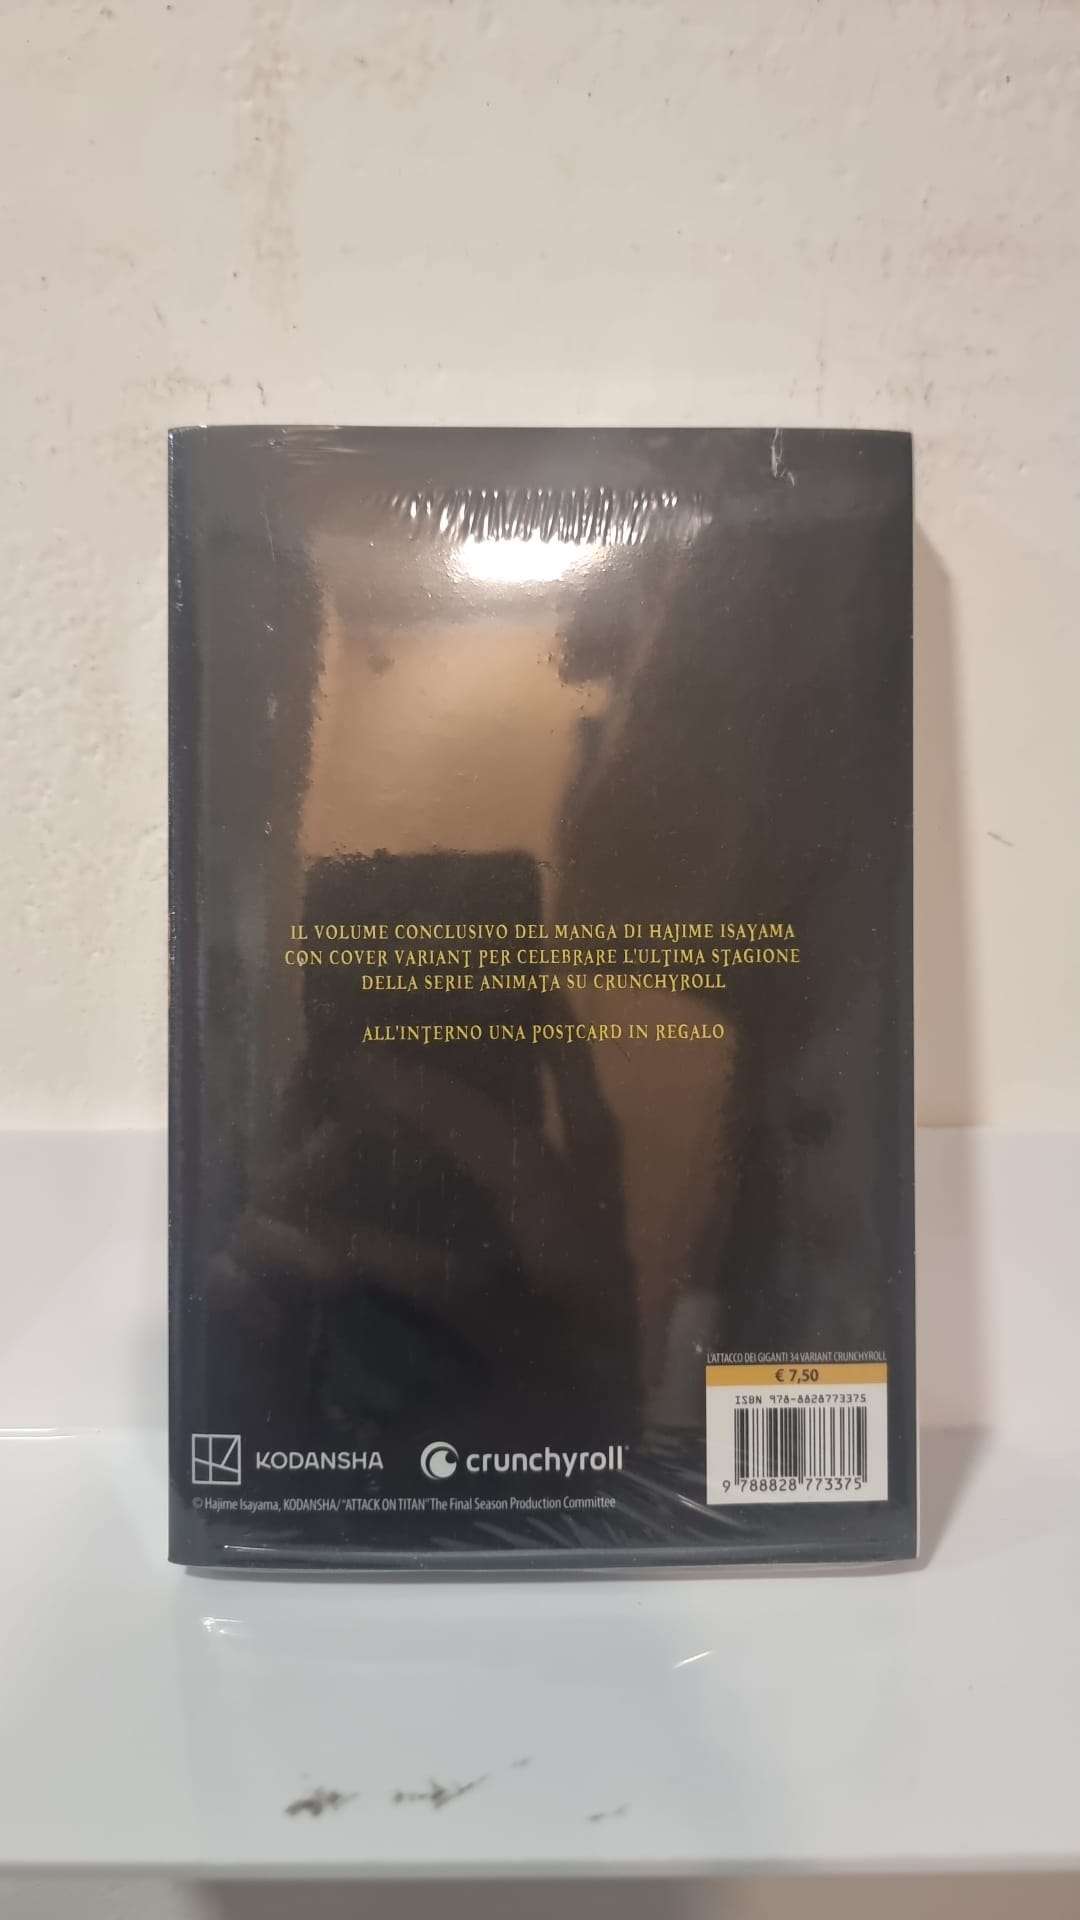 IL VOLUME CONCLUSIVO DEL MANGA DI HAJIME ISAYAMA
CON COVER VARIANT PER CELEBRARE L'ULTIMA STAGIONE
DELLA SERIE ANIMATA SU CRUNCHYROLL
ALL'INTERNO UNA POSTCARD IN REGALO
L'ATTACCO DEI GIGANTI 34 VARIANT CRUNCHYROLL
€ 7,50
ISBN 978-8828773375
9 788828 773375
KODANSHA
crunchyroll
© Hajime Isayama, KODANSHA/ "ATTACK ON TITAN" The Final Season Production Committee